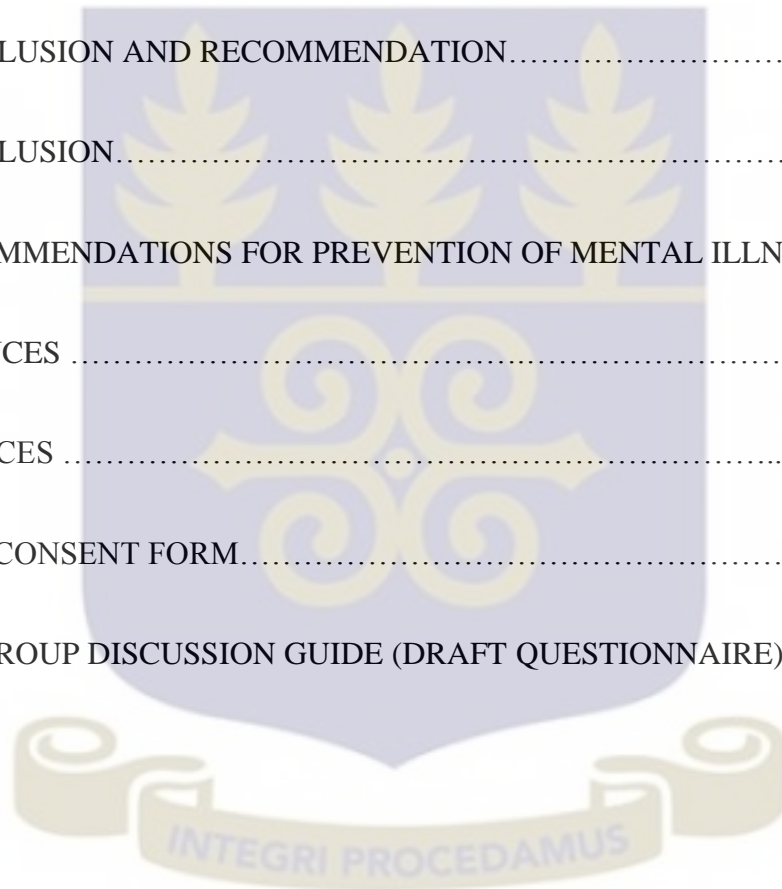 LUSION AND RECOMMENDATION……………………….
LUSION……………………………………………………………….
MMENDATIONS FOR PREVENTION OF MENTAL ILLN
NCES ……………………………………………………………….
CES ………………………………………………………………..
CONSENT FORM……………………………………………….
ROUP DISCUSSION GUIDE (DRAFT QUESTIONNAIRE)
INTEGRI PROCEDAMUS